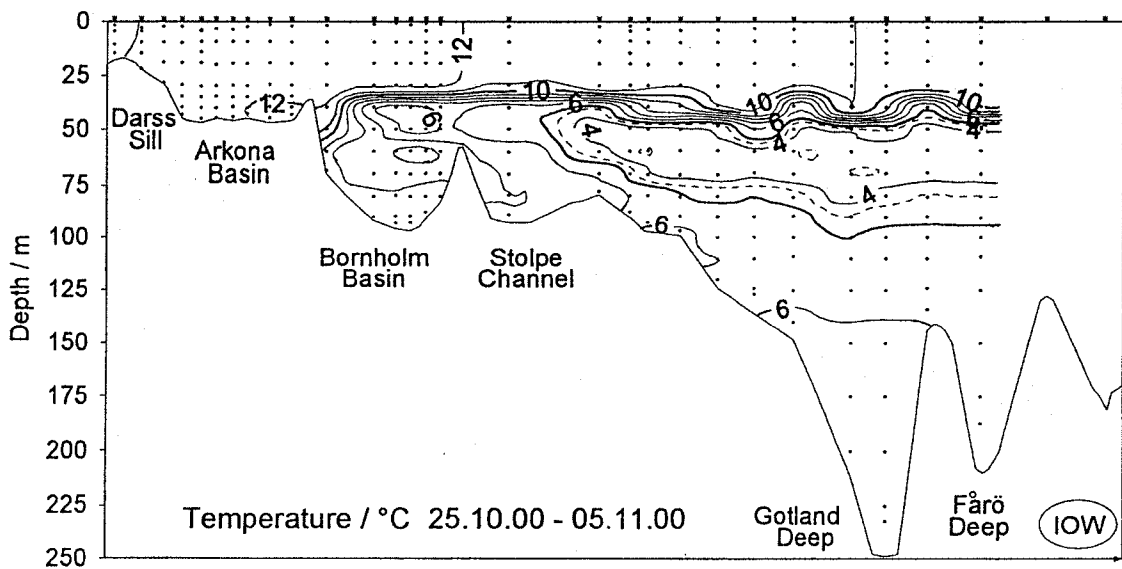 0
25
50
75
100
125
150
175
200
225
250
Depth / m
12
12
10
6
6
4
10
6
4
10
6
4
4
6
6
Darss
Sill
Arkona
Basin
Bornholm
Basin
Stolpe
Channel
Gotland
Deep
Fårö
Deep
Temperature / °C 25.10.00 - 05.11.00
IOW